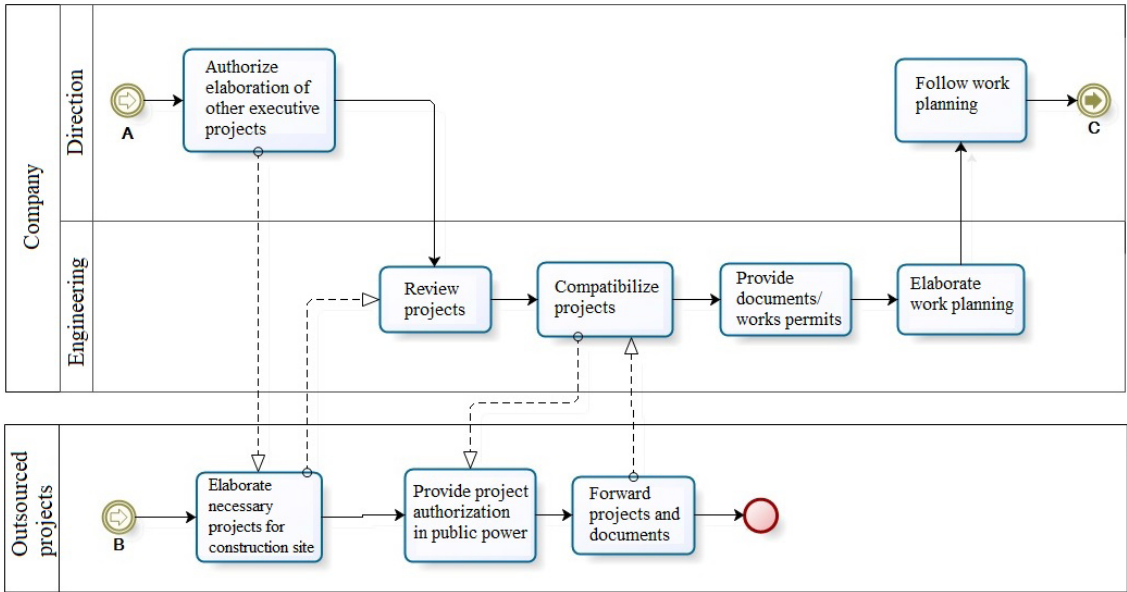 Company
Direction
A
Authorize
elaboration of
other executive
projects
Follow work
planning
C
Engineering
Review
projects
Compatibilize
projects
Provide
documents/
works permits
Elaborate
work planning
Outsourced
projects
B
Elaborate
necessary
projects for
construction site
Provide project
authorization
in public power
Forward
projects and
documents